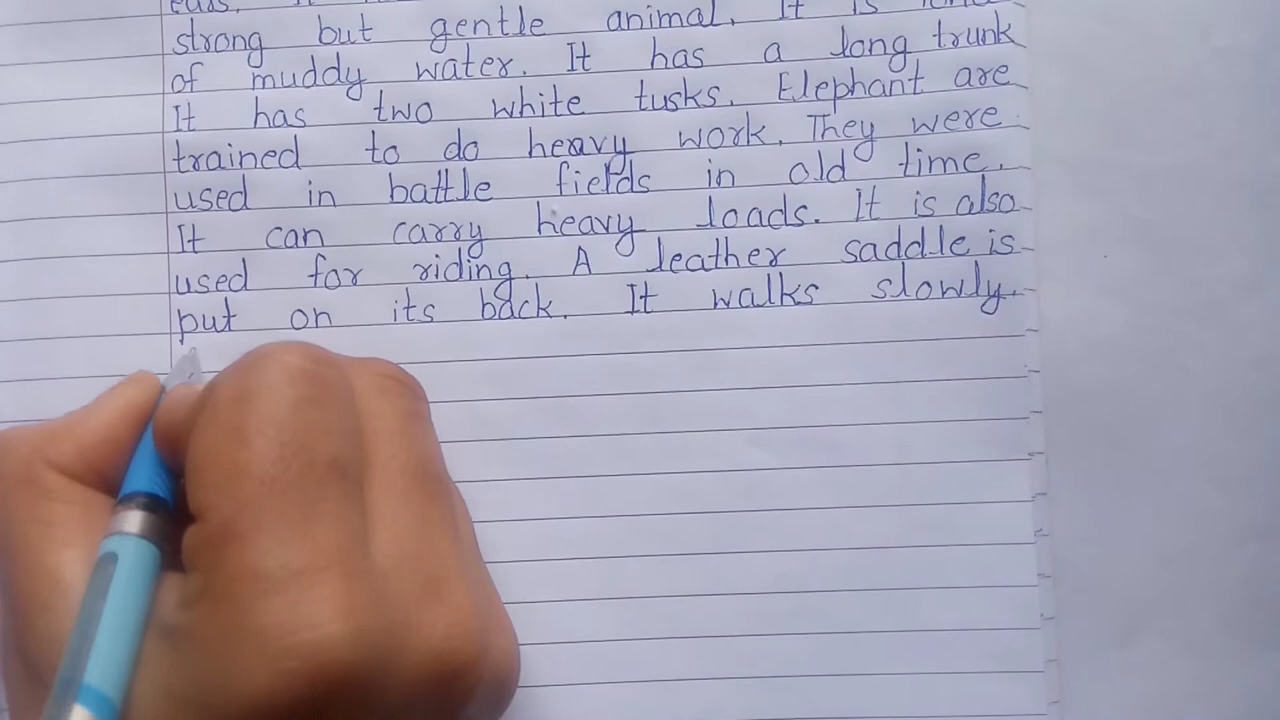 strong but gentle animal. It is
of muddy water. It has a long trunk
It has two white tusks. Elephant are
trained to do heavy work. They were
used in battle fields in old time.
It can carry heavy loads. It is also
used for riding. A leather saddle is
put on its back. It walks slowly.